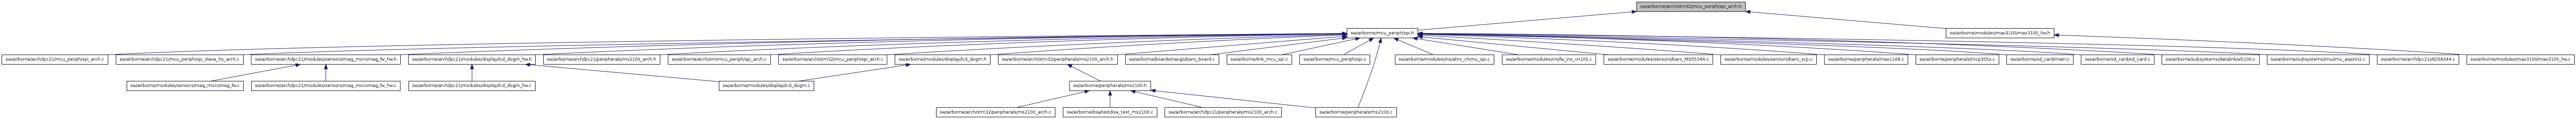 sw/airborne/arch/stm32/mcu_periph/spi_arch.h
sw/airborne/mcu_periph/spi.h
sw/airborne/modules/max3100/max3100_hw.h
sw/airborne/arch/lpc21/mcu_periph/spi_arch.c
sw/airborne/arch/lpc21/mcu_periph/spi_slave_hs_arch.c
sw/airborne/arch/lpc21/modules/sensors/mag_micromag_fw_hw.h
sw/airborne/arch/lpc21/modules/display/lcd_dogm_hw.h
sw/airborne/arch/lpc21/peripherals/ms2100_arch.h
sw/airborne/arch/sim/mcu_periph/spi_arch.c
sw/airborne/arch/stm32/mcu_periph/spi_arch.c
sw/airborne/modules/display/lcd_dogm.h
sw/airborne/arch/stm32/peripherals/ms2100_arch.h
sw/airborne/boards/navgo/baro_board.c
sw/airborne/link_mcu_spi.c
sw/airborne/mcu_periph/spi.c
sw/airborne/modules/ins/ahrs_chimu_spi.c
sw/airborne/modules/ins/fw_ins_vn100.c
sw/airborne/modules/sensors/baro_MS5534A.c
sw/airborne/modules/sensors/baro_scp.c
sw/airborne/peripherals/max1168.c
sw/airborne/peripherals/mcp355x.c
sw/airborne/sd_card/main.c
sw/airborne/sd_card/sd_card.c
sw/airborne/subsystems/datalink/w5100.c
sw/airborne/subsystems/imu/imu_aspirin2.c
sw/airborne/arch/lpc21/ADS8344.c
sw/airborne/modules/max3100/max3100_hw.c
sw/airborne/modules/sensors/mag_micromag_fw.c
sw/airborne/arch/lpc21/modules/sensors/mag_micromag_fw_hw.c
sw/airborne/arch/lpc21/modules/display/lcd_dogm_hw.c
sw/airborne/modules/display/lcd_dogm.c
sw/airborne/peripherals/ms2100.h
sw/airborne/arch/stm32/peripherals/ms2100_arch.c
sw/airborne/lisa/test/lisa_test_ms2100.c
sw/airborne/arch/lpc21/peripherals/ms2100_arch.c
sw/airborne/peripherals/ms2100.c